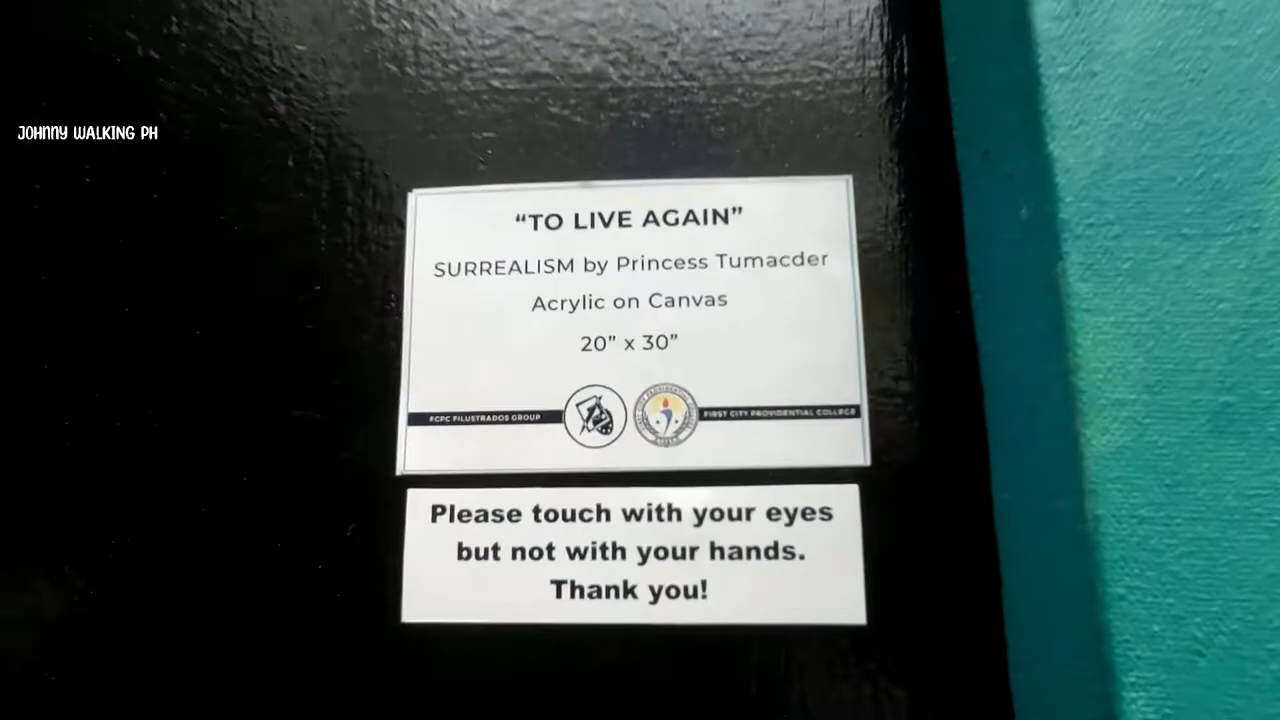 JOHNNY WALKING PH
“TO LIVE AGAIN”
SURREALISM by Princess Tumacder
Acrylic on Canvas
20” x 30”
FCPC FILUSTRADOS GROUP
FIRST CITY PROVIDENTIAL COLLEGE
Please touch with your eyes
but not with your hands.
Thank you!